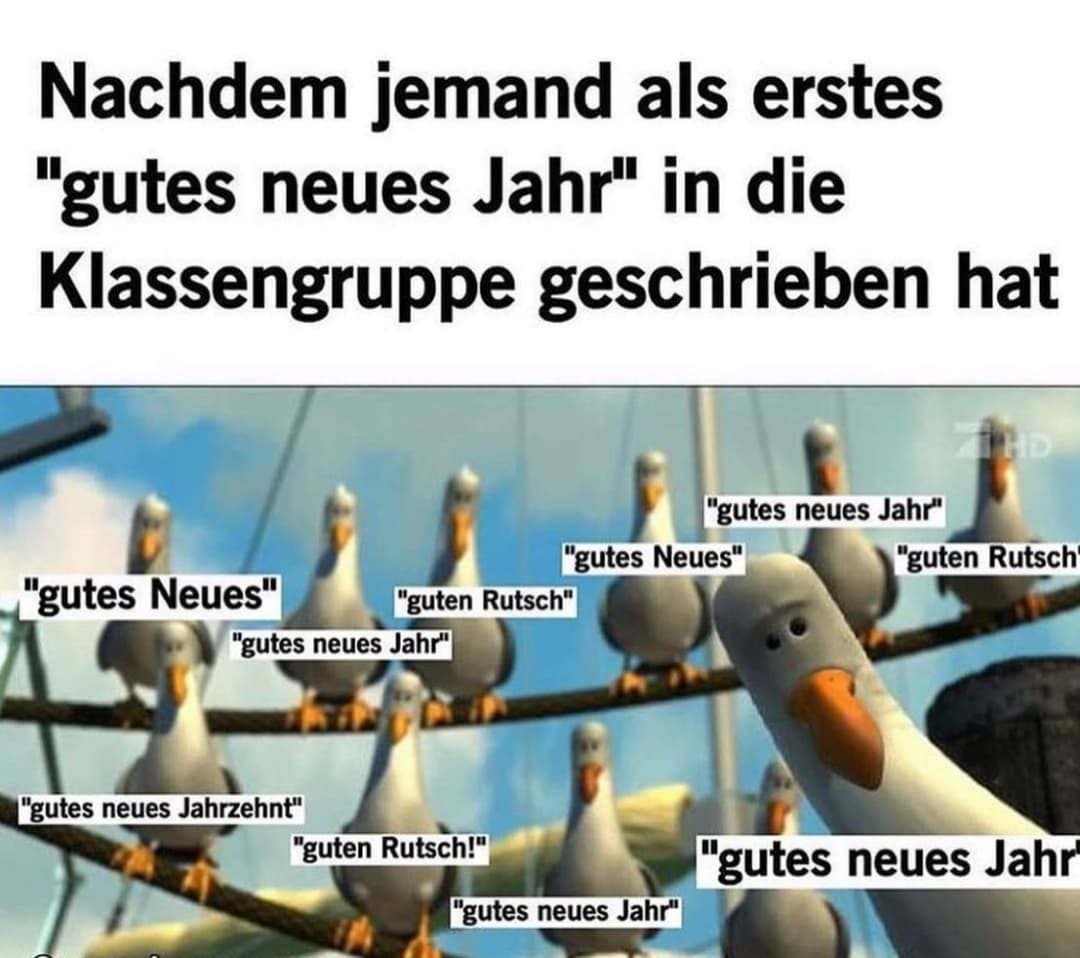 Nachdem jemand als erstes
"gutes neues Jahr" in die
Klassengruppe geschrieben hat
HD
"gutes neues Jahr"
"gutes Neues"
"guten Rutsch"
"gutes Neues"
"guten Rutsch"
"gutes neues Jahr"
"gutes neues Jahrzehnt"
"guten Rutsch!"
"gutes neues Jahr"
"gutes neues Jahr"